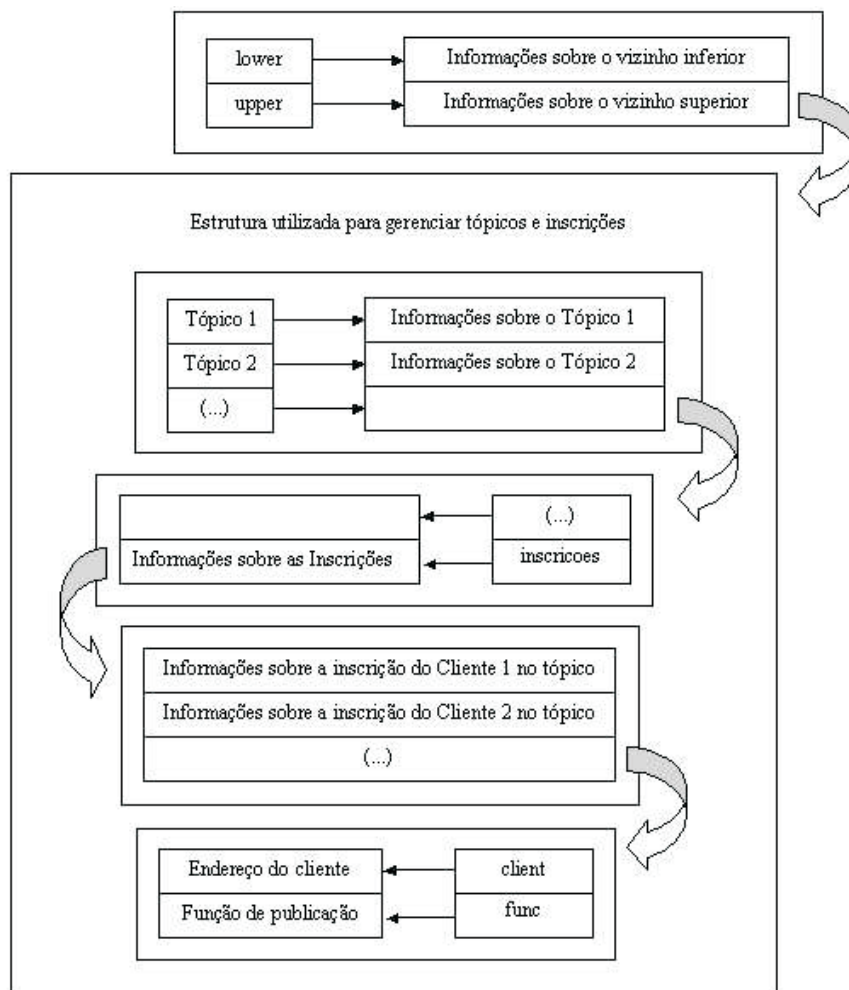 lower
Informações sobre o vizinho inferior
upper
Informações sobre o vizinho superior
Estrutura utilizada para gerenciar tópicos e inscrições
Tópico 1
Informações sobre o Tópico 1
Tópico 2
Informações sobre o Tópico 2
(...)
(...)
Informações sobre as Inscrições
inscricoes
Informações sobre a inscrição do Cliente 1 no tópico
Informações sobre a inscrição do Cliente 2 no tópico
(...)
Endereço do cliente
client
Função de publicação
func